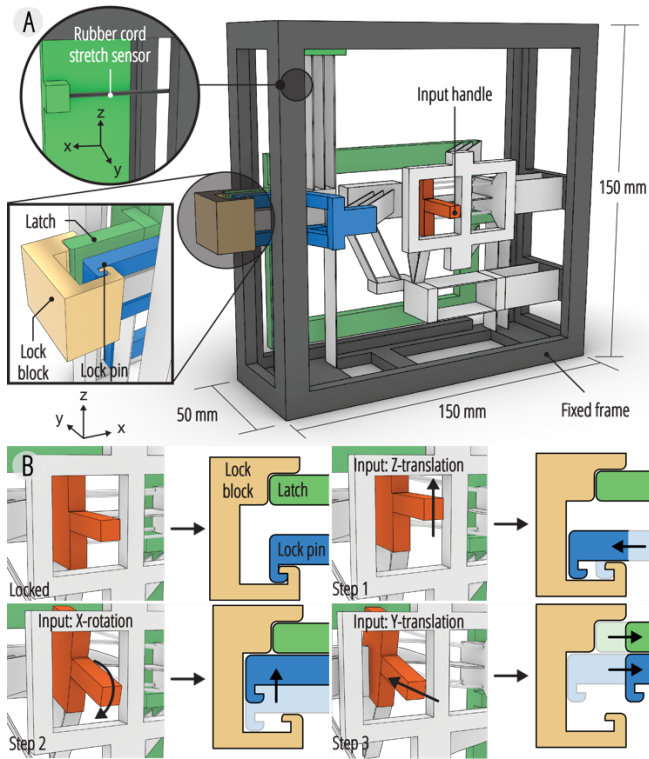 A
Rubber cord
stretch sensor
z
x
y
Input handle
150 mm
Latch
Lock
block
Lock pin
z
y
x
50 mm
150 mm
Fixed frame
B
Lock
block
Latch
Lock pin
Locked
Input: Z-translation
Step 1
Input: X-rotation
Step 2
Input: Y-translation
Step 3